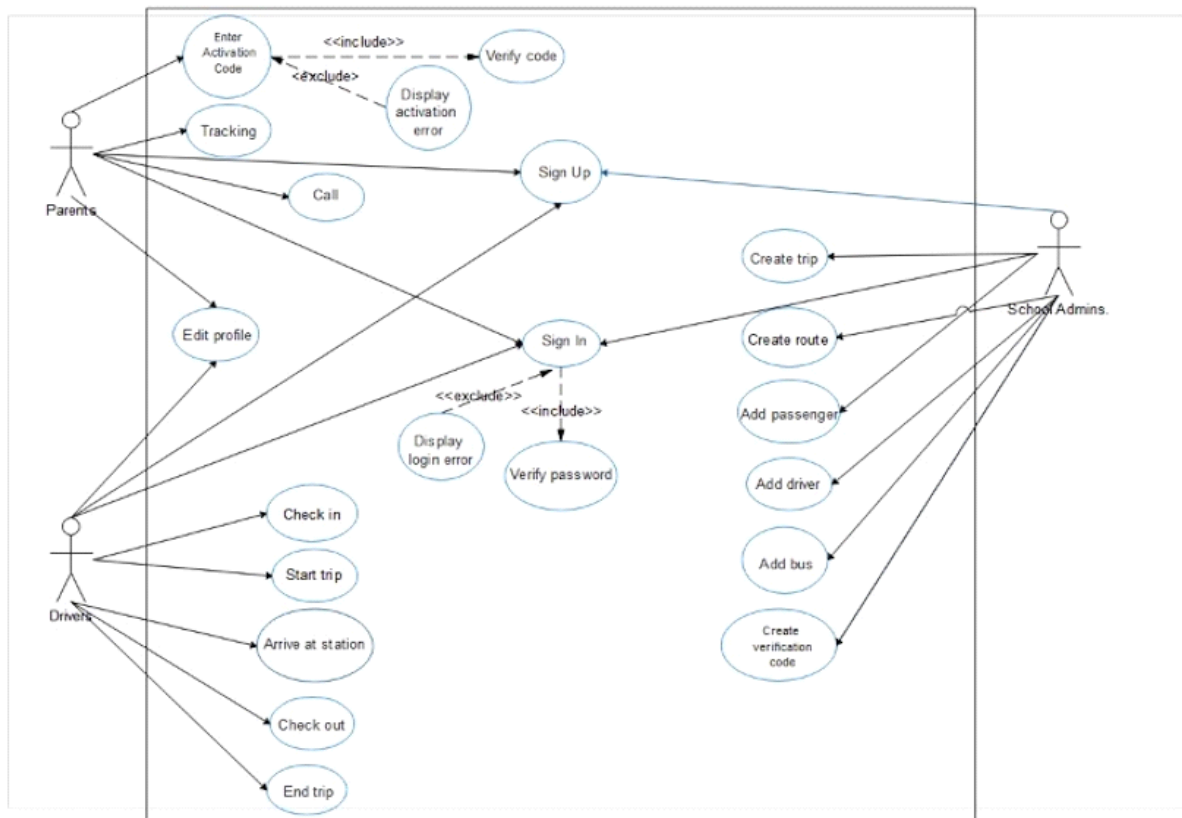 Enter
Activation
Code
<<include>>
Verify code
<exclude>
Display
activation
error
Tracking
Sign Up
Call
Parents
Create trip
School Admins.
Edit profile
Sign In
Create route
<<exclude>>
<<include>>
Add passenger
Display
login error
Verify password
Add driver
Check in
Add bus
Start trip
Drivers
Arrive at station
Create
verification
code
Check out
End trip